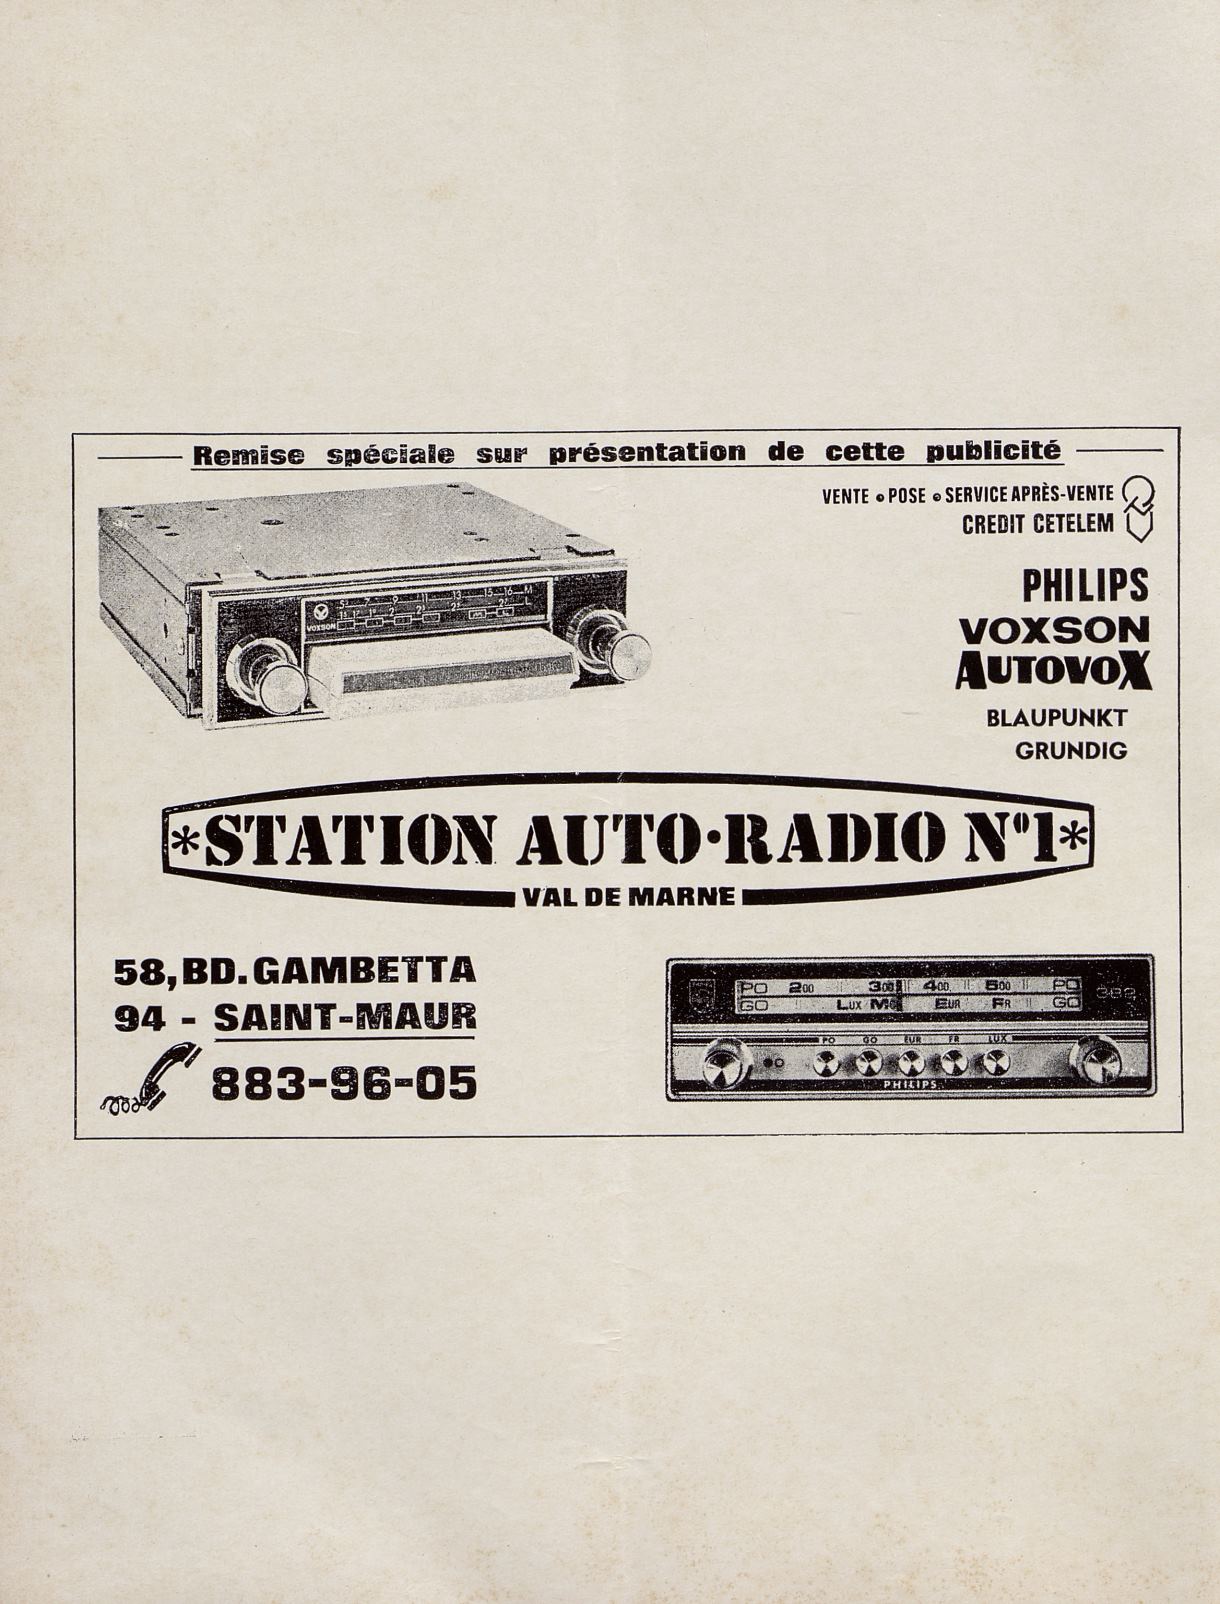 Remise spéciale sur présentation de cette publicité
VENTE • POSE • SERVICE APRÈS-VENTE
CREDIT CETELEM
PHILIPS
VOXSON
AUTOVOX
BLAUPUNKT
GRUNDIG
VOXSON
*STATION AUTO•RADIO N°1*
VAL DE MARNE
58, BD. GAMBETTA
94 - SAINT-MAUR
883-96-05
PO 200 300 400 500 PO
GO LUX EUR FR GO
PO GO EUR FR LUX
PHILIPS